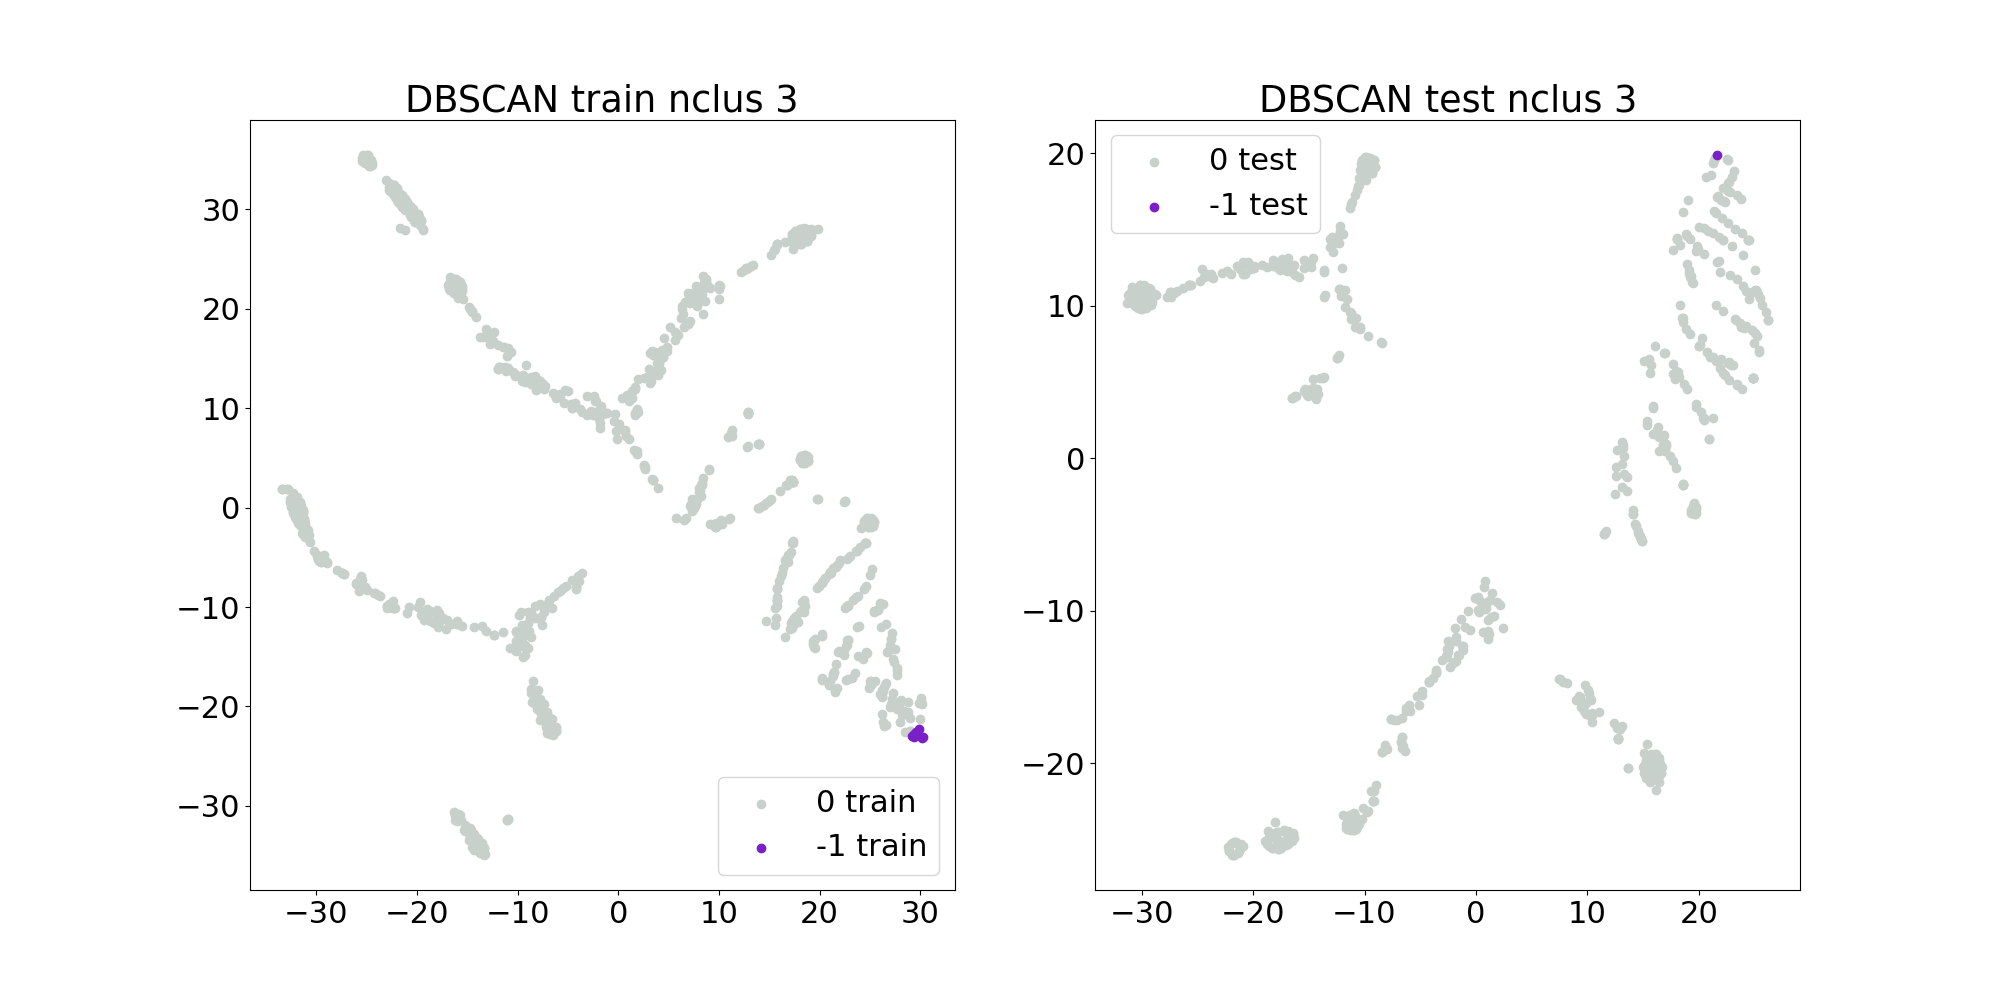 DBSCAN train nclus 3
30
20
10
0
−10
−20
−30
−30 −20 −10 0 10 20 30
0 train
-1 train
DBSCAN test nclus 3
20
10
0
−10
−20
−30 −20 −10 0 10 20
0 test
-1 test